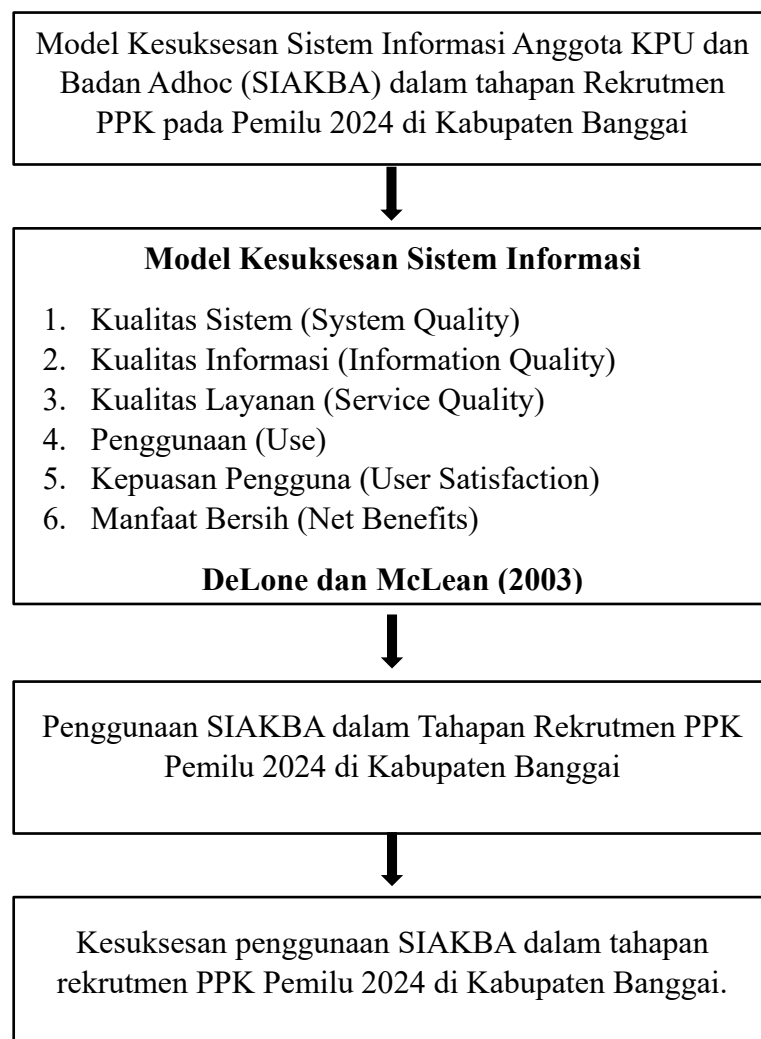 Model Kesuksesan Sistem Informasi Anggota KPU dan
Badan Adhoc (SIAKBA) dalam tahapan Rekrutmen
PPK pada Pemilu 2024 di Kabupaten Banggai
Model Kesuksesan Sistem Informasi
1. Kualitas Sistem (System Quality)
2. Kualitas Informasi (Information Quality)
3. Kualitas Layanan (Service Quality)
4. Penggunaan (Use)
5. Kepuasan Pengguna (User Satisfaction)
6. Manfaat Bersih (Net Benefits)
DeLone dan McLean (2003)
Penggunaan SIAKBA dalam Tahapan Rekrutmen PPK
Pemilu 2024 di Kabupaten Banggai
Kesuksesan penggunaan SIAKBA dalam tahapan
rekrutmen PPK Pemilu 2024 di Kabupaten Banggai.